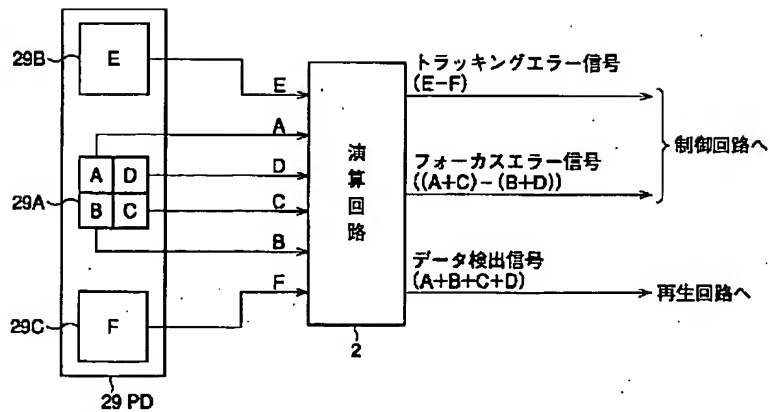 29B
E
E
トラッキングエラー信号
(E-F)
A
制御回路へ
A
D
D
演算回路
フォーカスエラー信号
((A+C)-(B+D))
29A
B
C
C
B
データ検出信号
(A+B+C+D)
再生回路へ
F
29C
F
2
29 PD